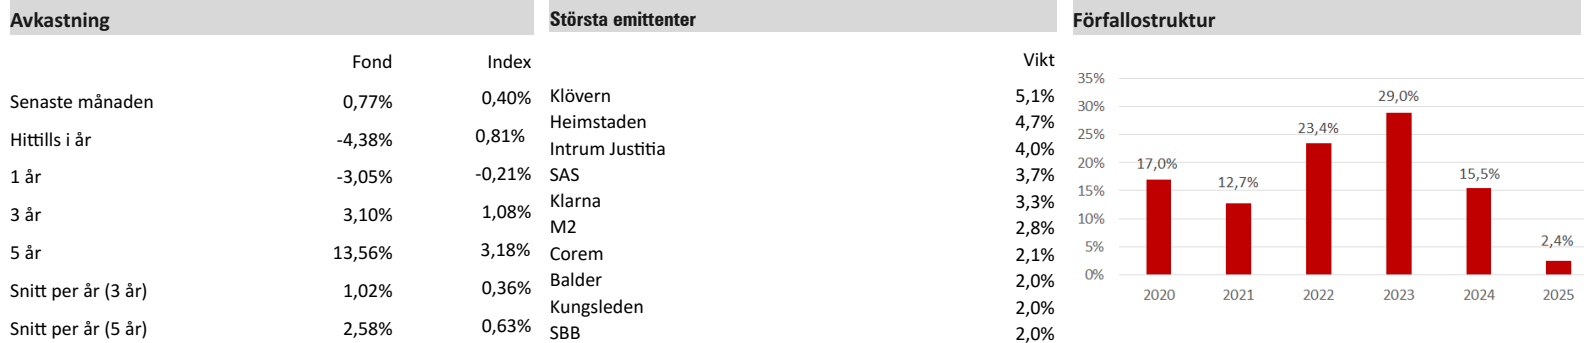 Avkastning
Fond Index
Senaste månaden 0,77% 0,40%
Hittills i år -4,38% 0,81%
1 år -3,05% -0,21%
3 år 3,10% 1,08%
5 år 13,56% 3,18%
Snitt per år (3 år) 1,02% 0,36%
Snitt per år (5 år) 2,58% 0,63%
Största emittenter
Vikt
Klövern 5,1%
Heimstaden 4,7%
Intrum Justitia 4,0%
SAS 3,7%
Klarna 3,3%
M2 2,8%
Corem 2,1%
Balder 2,0%
Kungsleden 2,0%
SBB 2,0%
Förfallostruktur
35%
30%
25%
20%
15%
10%
5%
0%
17,0%
12,7%
23,4%
29,0%
15,5%
2,4%
2020 2021 2022 2023 2024 2025